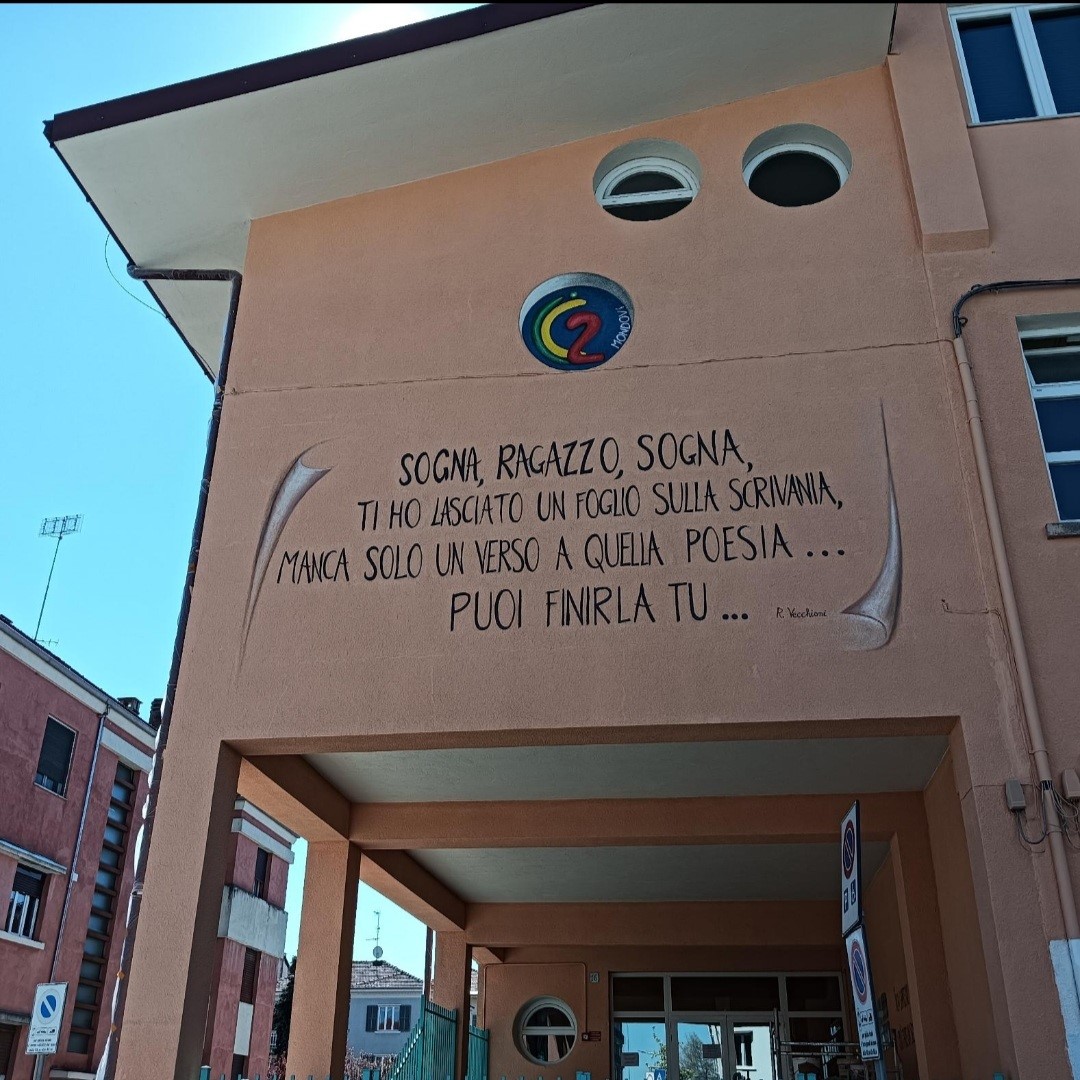 IC2
MONDOVÌ
SOGNA, RAGAZZO, SOGNA,
TI HO LASCIATO UN FOGLIO SULLA SCRIVANIA,
MANCA SOLO UN VERSO A QUELLA POESIA ...
PUOI FINIRLA TU ...
R. Vecchioni